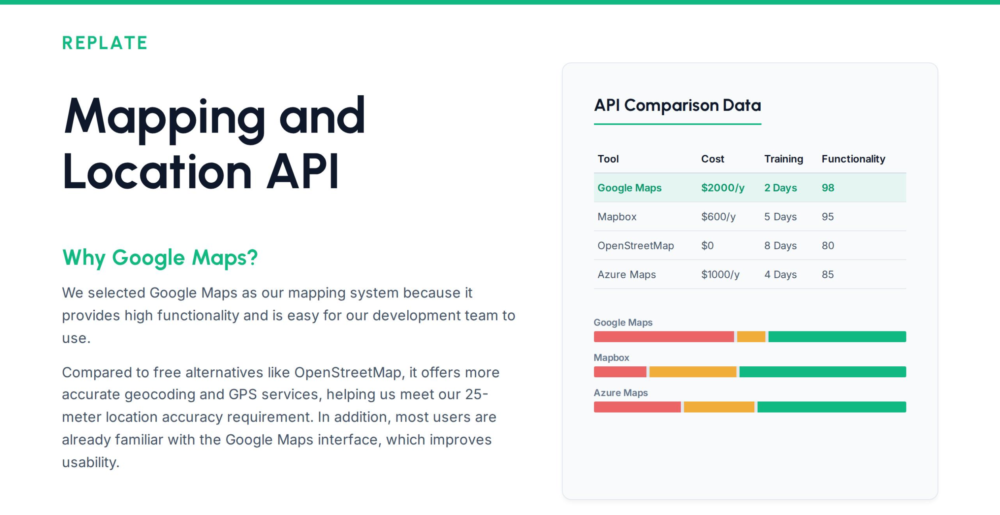 REPLATE
Mapping and
Location API
Why Google Maps?
We selected Google Maps as our mapping system because it
provides high functionality and is easy for our development team to
use.
Compared to free alternatives like OpenStreetMap, it offers more
accurate geocoding and GPS services, helping us meet our 25-
meter location accuracy requirement. In addition, most users are
already familiar with the Google Maps interface, which improves
usability.
API Comparison Data
Tool Cost Training Functionality
Google Maps $2000/y 2 Days 98
Mapbox $600/y 5 Days 95
OpenStreetMap $0 8 Days 80
Azure Maps $1000/y 4 Days 85
Google Maps
Mapbox
Azure Maps